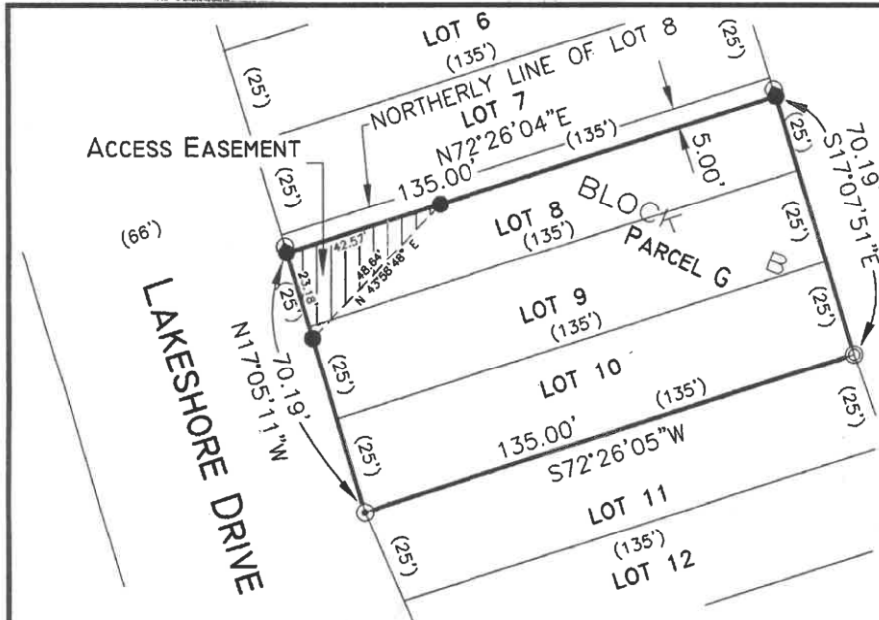 LOT 6
(135')
(25')
(25')
(25')
NORTHERLY LINE OF LOT 8
LOT 7
N72°26'04"E
(135')
135.00'
5.00'
(25')
(25')
70.19'
S17°07'51"E
ACCESS EASEMENT
42.57'
48.64'
N 43°58'48" E
23.18'
(25')
(66')
LAKESHORE DRIVE
LOT 8
(135')
BLOCK
B
PARCEL G
(25')
LOT 9
(135')
(25')
(25')
LOT 10
(135')
70.19'
N17°05'11"W
(25')
135.00'
S72°26'05"W
(25')
LOT 11
(25')
(135')
LOT 12